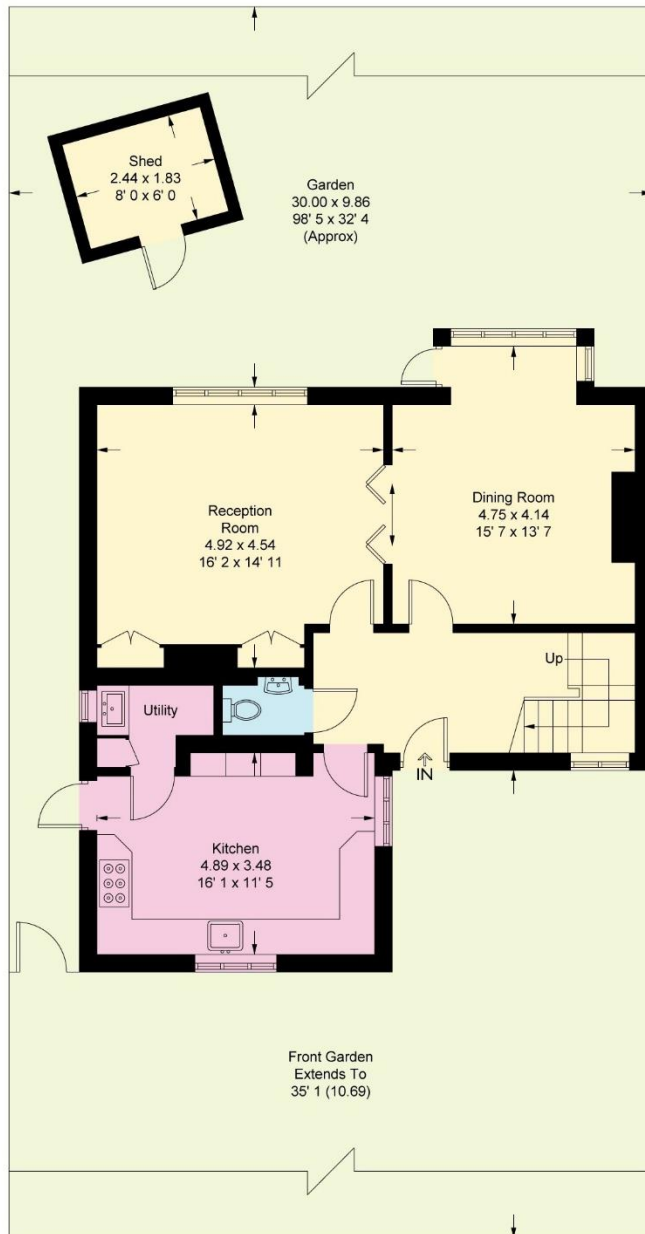 Shed
2.44 x 1.83
8' 0 x 6' 0
Garden
30.00 x 9.86
98' 5 x 32' 4
(Approx)
Reception
Room
4.92 x 4.54
16' 2 x 14' 11
Dining Room
4.75 x 4.14
15' 7 x 13' 7
Up
Utility
IN
Kitchen
4.89 x 3.48
16' 1 x 11' 5
Front Garden
Extends To
35' 1 (10.69)